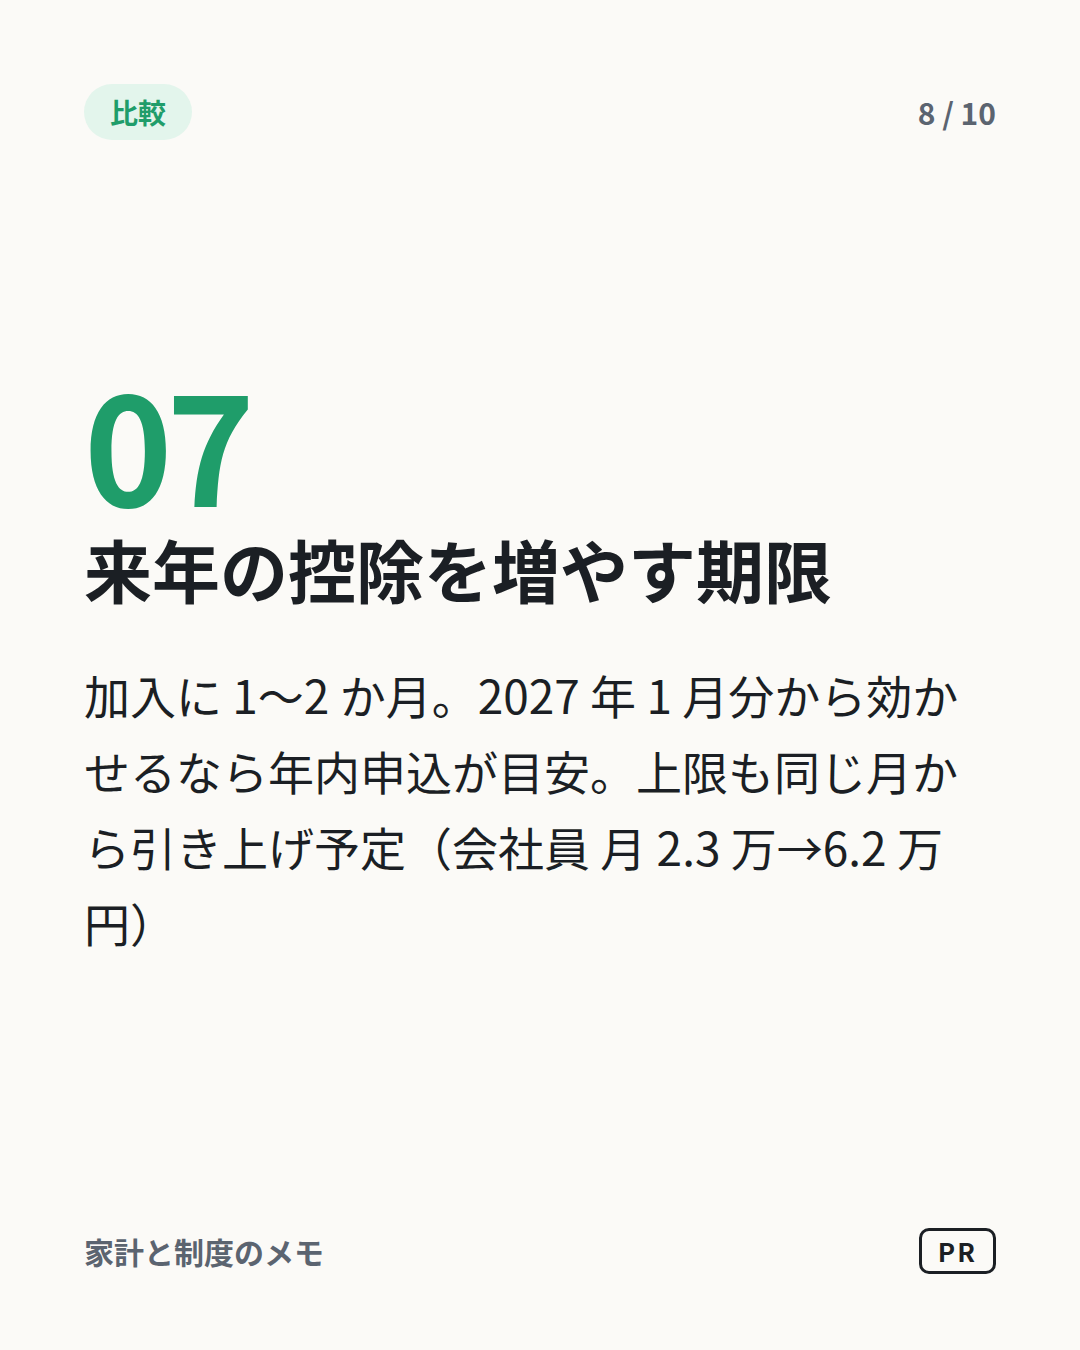 比較
8 / 10
07
来年の控除を増やす期限
加入に 1〜2 か月。2027 年 1 月分から効か
せるなら年内申込が目安。上限も同じ月か
ら引き上げ予定（会社員 月 2.3 万→6.2 万
円）
家計と制度のメモ
PR